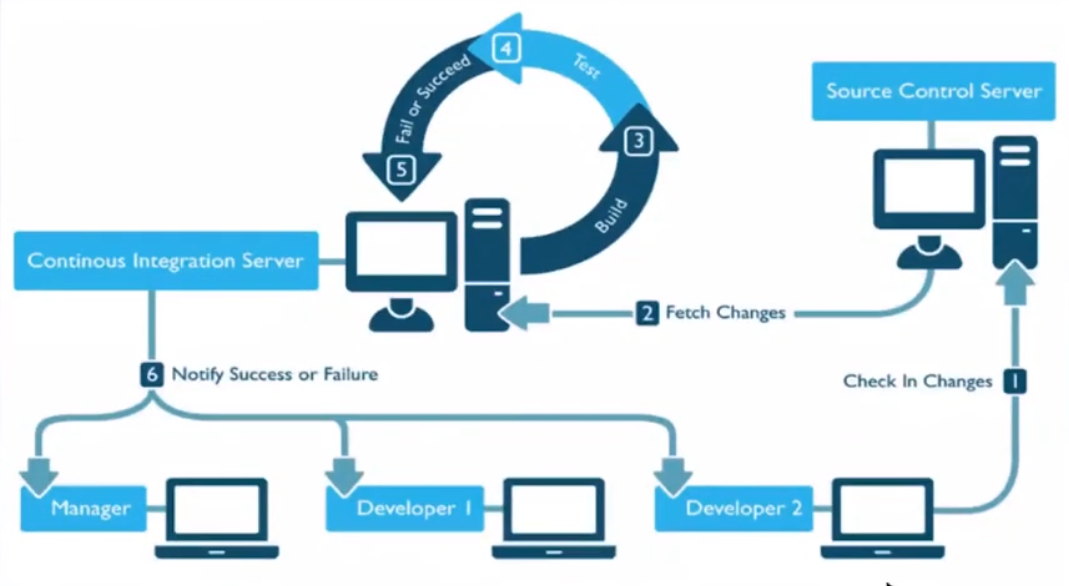 4
Test
Fail or Succeed
Source Control Server
3
5
Build
Continous Integration Server
2 Fetch Changes
6 Notify Success or Failure
Check In Changes 1
Manager
Developer 1
Developer 2